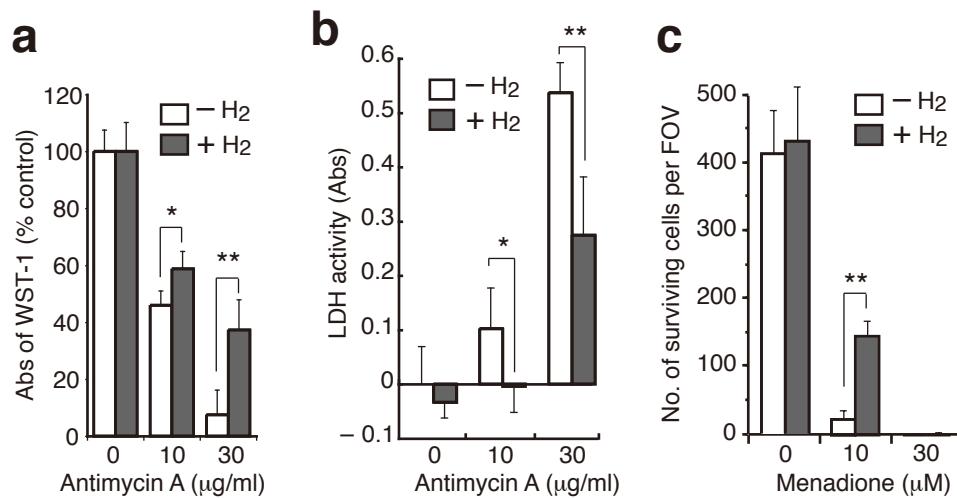 a
Abs of WST-1 (% control)
120
100
80
60
40
20
0
– H2
+ H2
*
**
0 10 30
Antimycin A (μg/ml)
b
LDH activity (Abs)
0.6
0.5
0.4
0.3
0.2
0.1
0
– 0.1
– H2
+ H2
*
**
0 10 30
Antimycin A (μg/ml)
c
No. of surviving cells per FOV
500
400
300
200
100
0
– H2
+ H2
**
0 10 30
Menadione (μM)